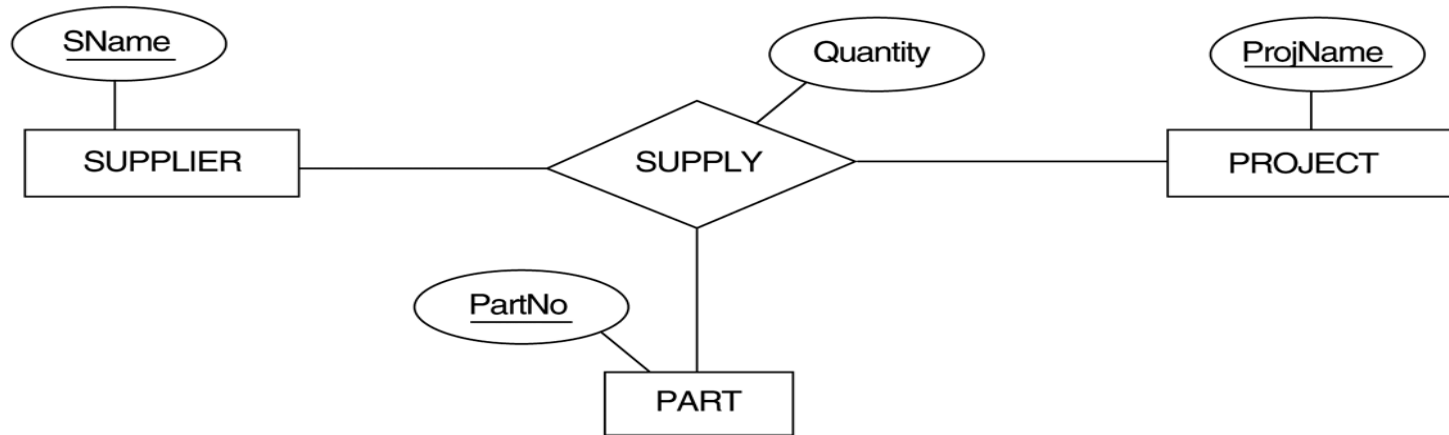 SName
Quantity
ProjName
SUPPLIER
SUPPLY
PROJECT
PartNo
PART